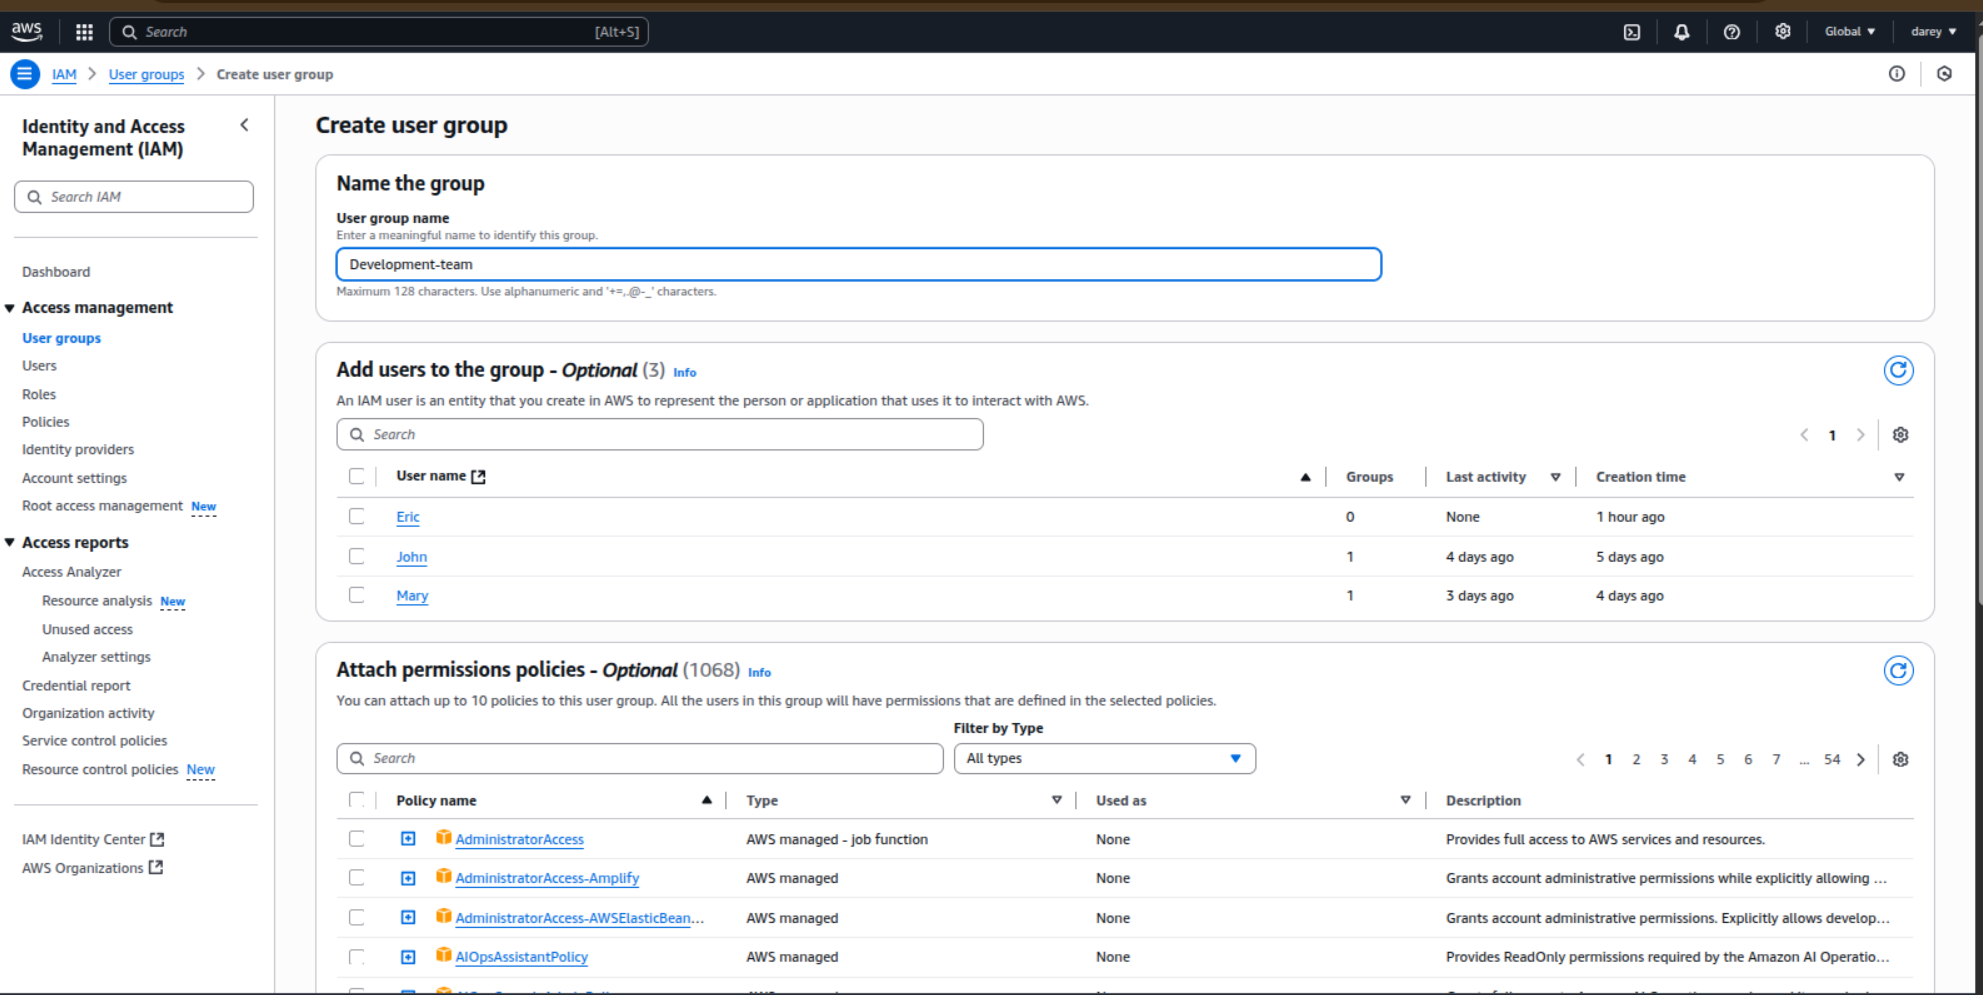 aws
Search [Alt+S] Global darey
IAM > User groups > Create user group
Identity and Access Management (IAM)
Search IAM
Dashboard
Access management
User groups
Users
Roles
Policies
Identity providers
Account settings
Root access management New
Access reports
Access Analyzer
Resource analysis New
Unused access
Analyzer settings
Credential report
Organization activity
Service control policies
Resource control policies New
IAM Identity Center
AWS Organizations
Create user group
Name the group
User group name
Enter a meaningful name to identify this group.
Development-team
Maximum 128 characters. Use alphanumeric and '+=,.@-_' characters.
Add users to the group - Optional (3) Info
An IAM user is an entity that you create in AWS to represent the person or application that uses it to interact with AWS.
Search
1
User name Groups Last activity Creation time
Eric 0 None 1 hour ago
John 1 4 days ago 5 days ago
Mary 1 3 days ago 4 days ago
Attach permissions policies - Optional (1068) Info
You can attach up to 10 policies to this user group. All the users in this group will have permissions that are defined in the selected policies.
Filter by Type
Search All types 1 2 3 4 5 6 7 ... 54
Policy name Type Used as Description
AdministratorAccess AWS managed - job function None Provides full access to AWS services and resources.
AdministratorAccess-Amplify AWS managed None Grants account administrative permissions while explicitly allowing ...
AdministratorAccess-AWSElasticBean... AWS managed None Grants account administrative permissions. Explicitly allows develop...
AIOpsAssistantPolicy AWS managed None Provides ReadOnly permissions required by the Amazon AI Operatio...